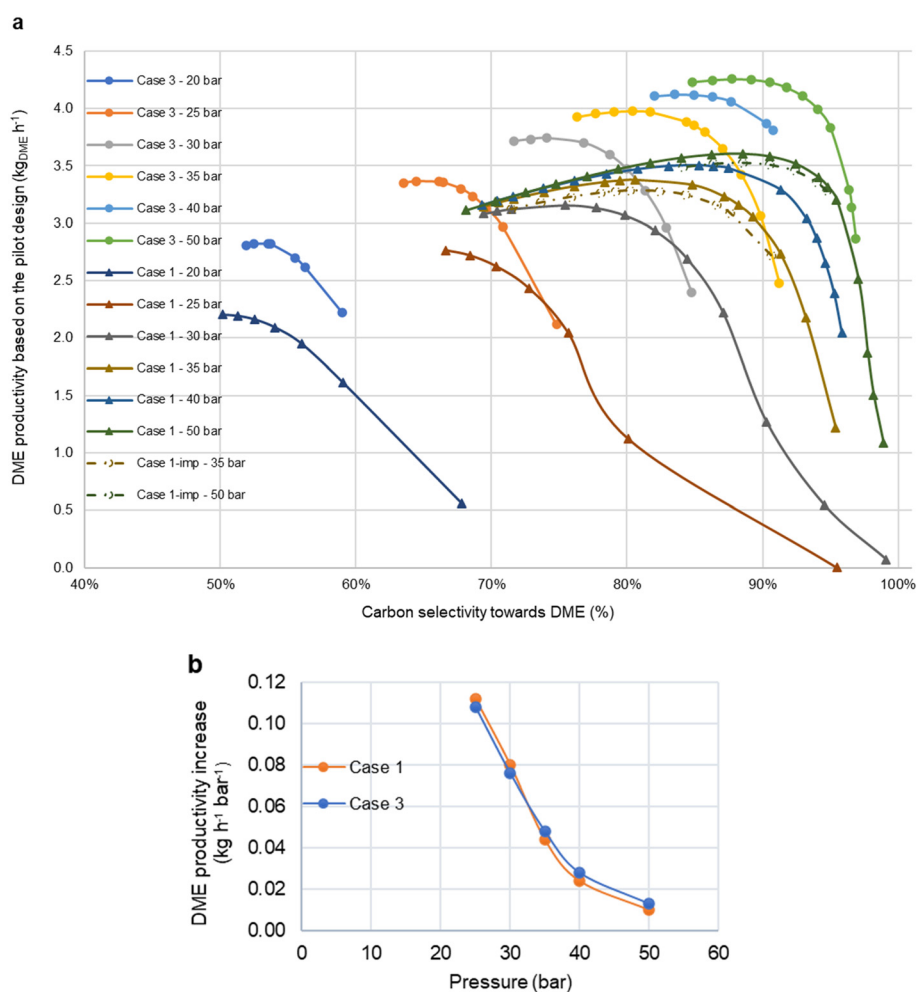 a
DME productivity based on the pilot design (kgDME h-1)
4.5
4.0
3.5
3.0
2.5
2.0
1.5
1.0
0.5
0.0
Case 3 - 20 bar
Case 3 - 25 bar
Case 3 - 30 bar
Case 3 - 35 bar
Case 3 - 40 bar
Case 3 - 50 bar
Case 1 - 20 bar
Case 1 - 25 bar
Case 1 - 30 bar
Case 1 - 35 bar
Case 1 - 40 bar
Case 1 - 50 bar
Case 1-imp - 35 bar
Case 1-imp - 50 bar
40% 50% 60% 70% 80% 90% 100%
Carbon selectivity towards DME (%)
b
DME productivity increase
(kg h-1 bar-1)
0.12
0.10
0.08
0.06
0.04
0.02
0.00
Case 1
Case 3
0 10 20 30 40 50 60
Pressure (bar)